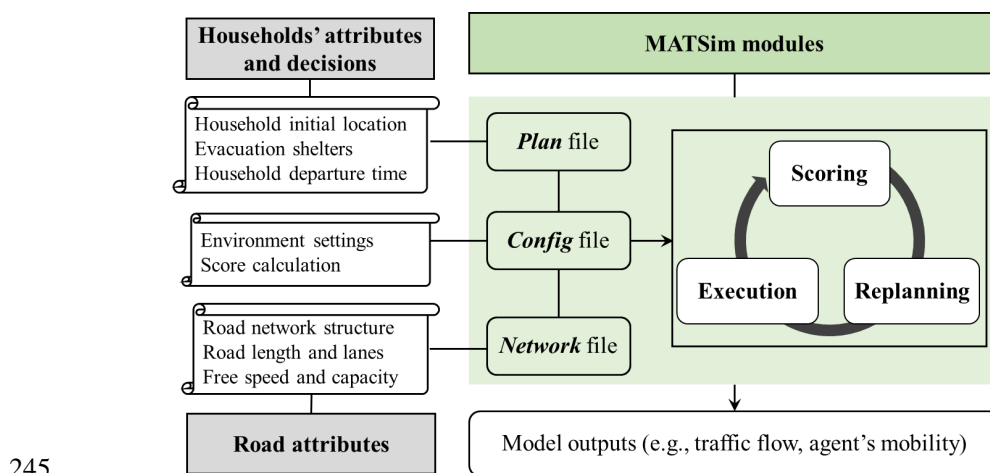 Households' attributes
and decisions
MATSim modules
Household initial location
Evacuation shelters
Household departure time
Plan file
Scoring
Environment settings
Score calculation
Config file
Execution
Replanning
Road network structure
Road length and lanes
Free speed and capacity
Network file
Road attributes
Model outputs (e.g., traffic flow, agent's mobility)
245